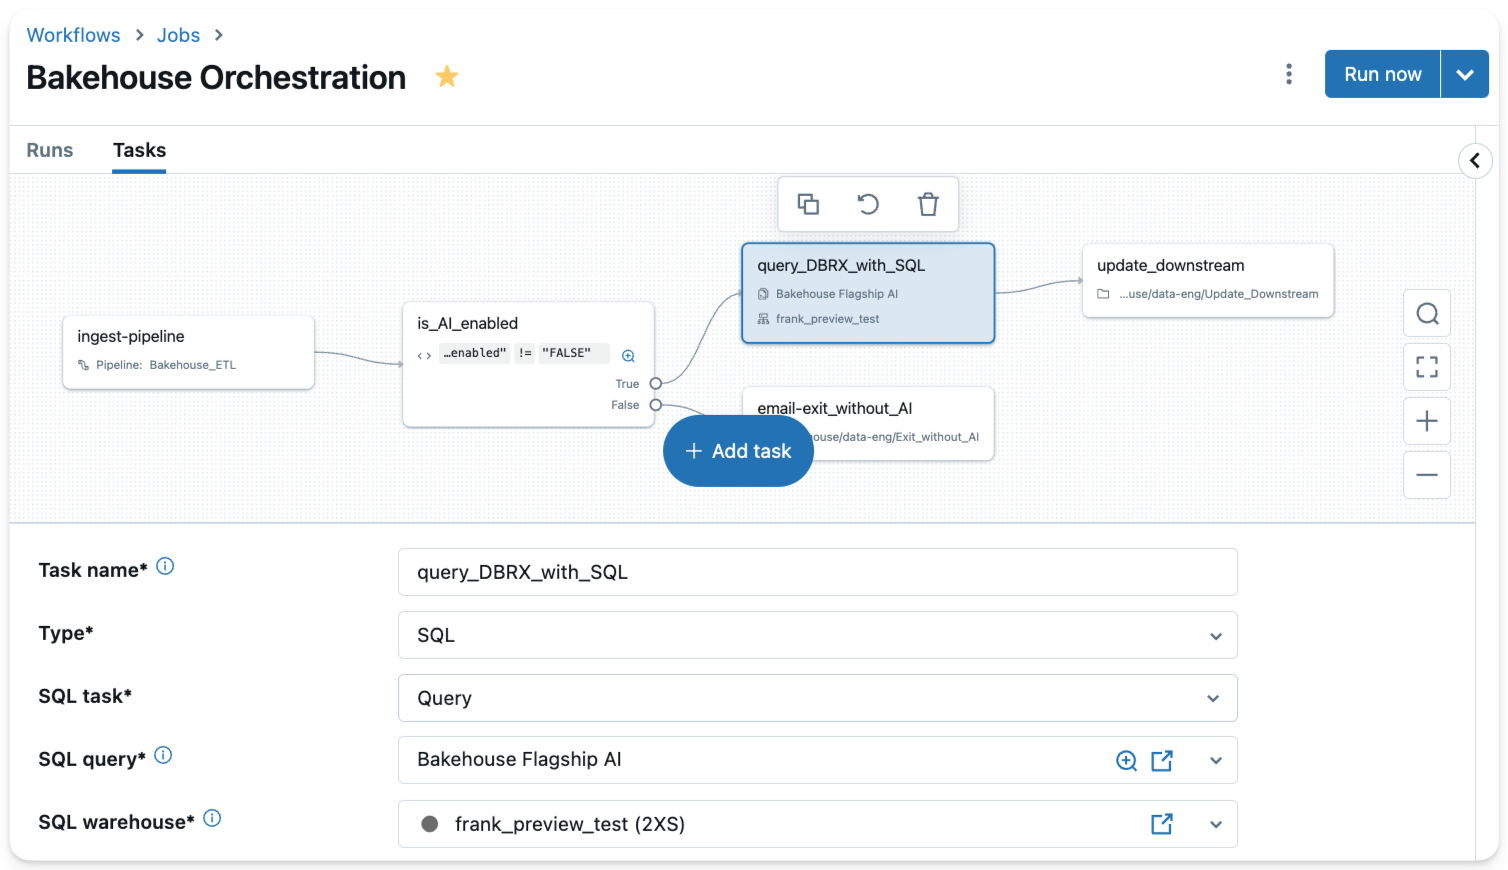 Workflows > Jobs >
Bakehouse Orchestration
Run now
Runs
Tasks
ingest-pipeline
Pipeline: Bakehouse_ETL
is_AI_enabled
…enabled" != "FALSE"
True
False
query_DBRX_with_SQL
Bakehouse Flagship AI
frank_preview_test
update_downstream
...use/data-eng/Update_Downstream
email-exit_without_AI
ouse/data-eng/Exit_without_AI
+ Add task
Task name*
query_DBRX_with_SQL
Type*
SQL
SQL task*
Query
SQL query*
Bakehouse Flagship AI
SQL warehouse*
frank_preview_test (2XS)